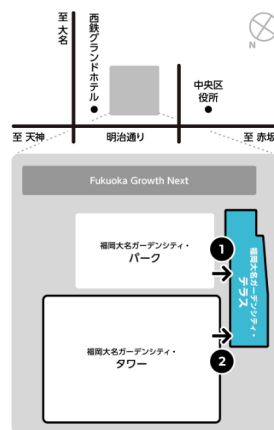 至 大名
西鉄グランド
ホテル
N
中央区
役所
至 天神
明治通り
至 赤坂
Fukuoka Growth Next
福岡大名ガーデンシティ・
パーク
1
福岡大名ガーデンシティ・
テラス
福岡大名ガーデンシティ・
タワー
2